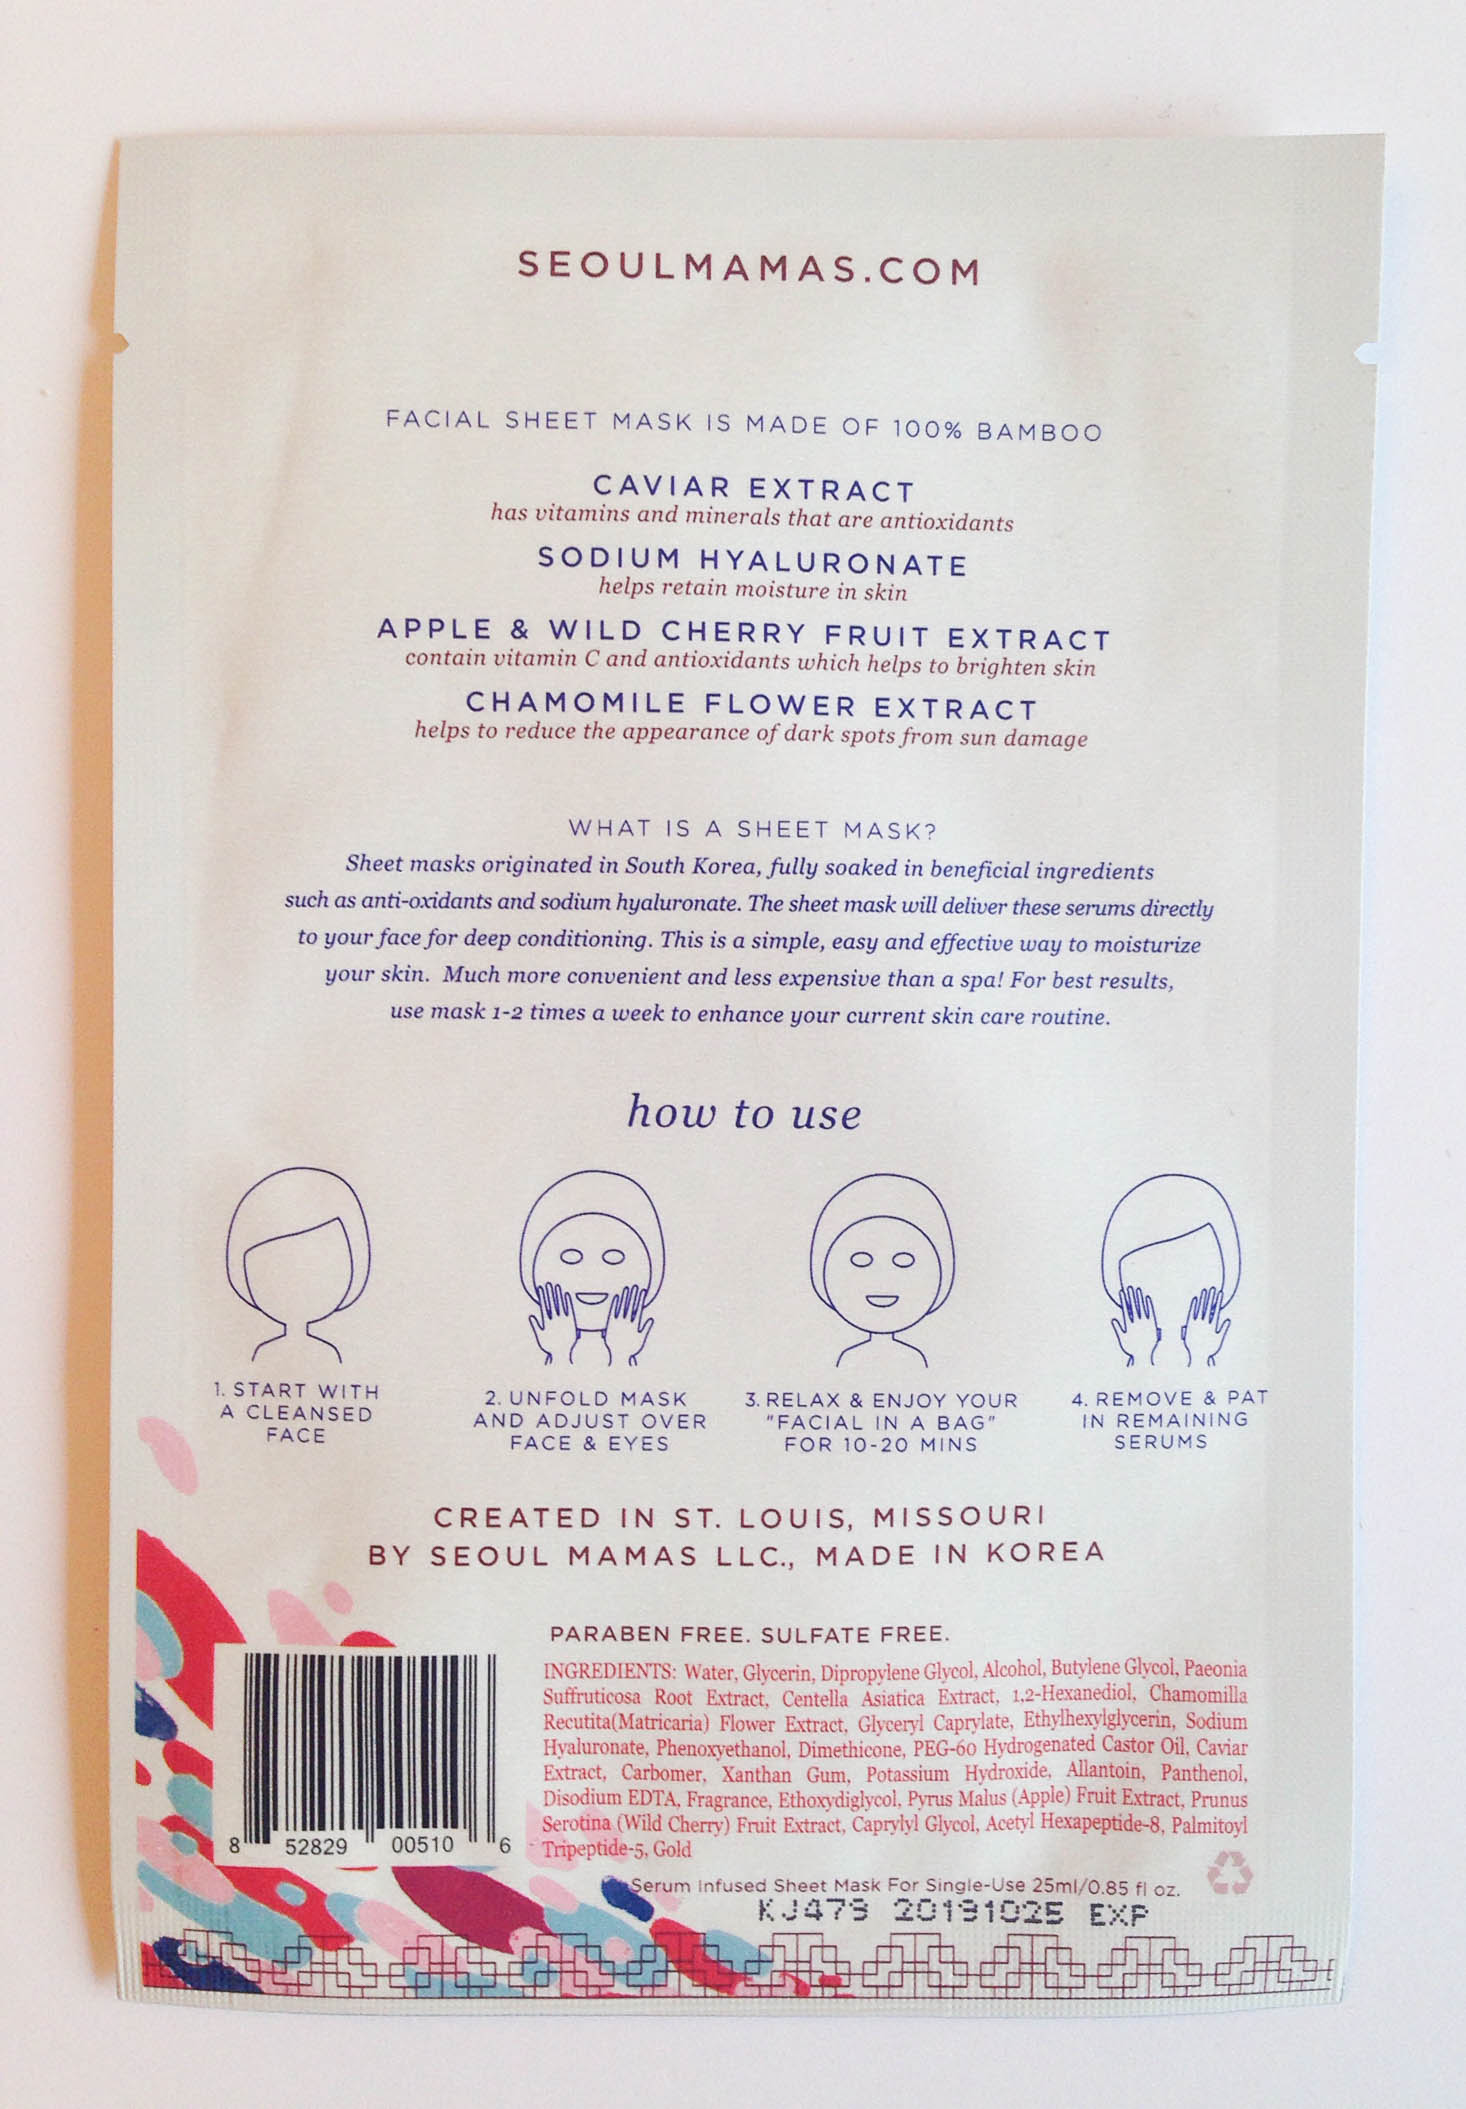 SEOULMAMAS.COM
FACIAL SHEET MASK IS MADE OF 100% BAMBOO
CAVIAR EXTRACT
has vitamins and minerals that are antioxidants
SODIUM HYALURONATE
helps retain moisture in skin
APPLE & WILD CHERRY FRUIT EXTRACT
contain vitamin C and antioxidants which helps to brighten skin
CHAMOMILE FLOWER EXTRACT
helps to reduce the appearance of dark spots from sun damage
WHAT IS A SHEET MASK?
Sheet masks originated in South Korea, fully soaked in beneficial ingredients
such as anti-oxidants and sodium hyaluronate. The sheet mask will deliver these serums directly
to your face for deep conditioning. This is a simple, easy and effective way to moisturize
your skin. Much more convenient and less expensive than a spa! For best results,
use mask 1-2 times a week to enhance your current skin care routine.
how to use
1. START WITH
A CLEANSED
FACE
2. UNFOLD MASK
AND ADJUST OVER
FACE & EYES
3. RELAX & ENJOY YOUR
"FACIAL IN A BAG"
FOR 10-20 MINS
4. REMOVE & PAT
IN REMAINING
SERUMS
CREATED IN ST. LOUIS, MISSOURI
BY SEOUL MAMAS LLC., MADE IN KOREA
PARABEN FREE. SULFATE FREE.
INGREDIENTS: Water, Glycerin, Dipropylene Glycol, Alcohol, Butylene Glycol, Paeonia
Suffruticosa Root Extract, Centella Asiatica Extract, 1,2-Hexanediol, Chamomilla
Recutita(Matricaria) Flower Extract, Glyceryl Caprylate, Ethylhexylglycerin, Sodium
Hyaluronate, Phenoxyethanol, Dimethicone, PEG-60 Hydrogenated Castor Oil, Caviar
Extract, Carbomer, Xanthan Gum, Potassium Hydroxide, Allantoin, Panthenol,
Disodium EDTA, Fragrance, Ethoxydiglycol, Pyrus Malus (Apple) Fruit Extract, Prunus
Serotina (Wild Cherry) Fruit Extract, Caprylyl Glycol, Acetyl Hexapeptide-8, Palmitoyl
Tripeptide-5, Gold
8 52829 00510 6
Serum Infused Sheet Mask For Single-Use 25ml/0.85 fl oz.
KJ479 20191025 EXP